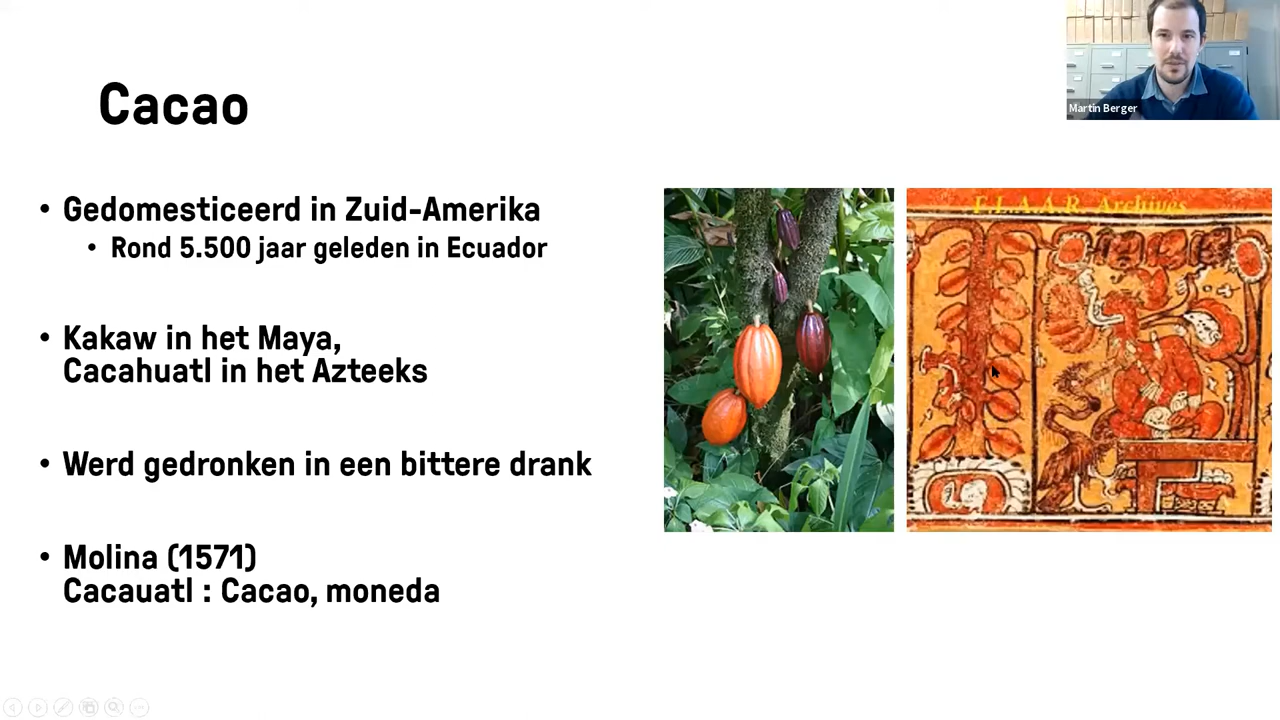 Cacao
Martin Berger
• Gedomesticeerd in Zuid-Amerika
• Rond 5.500 jaar geleden in Ecuador
• Kakaw in het Maya,
Cacahuatl in het Azteeks
• Werd gedronken in een bittere drank
• Molina (1571)
Cacauatl : Cacao, moneda
F.L.A.A.R. Archives